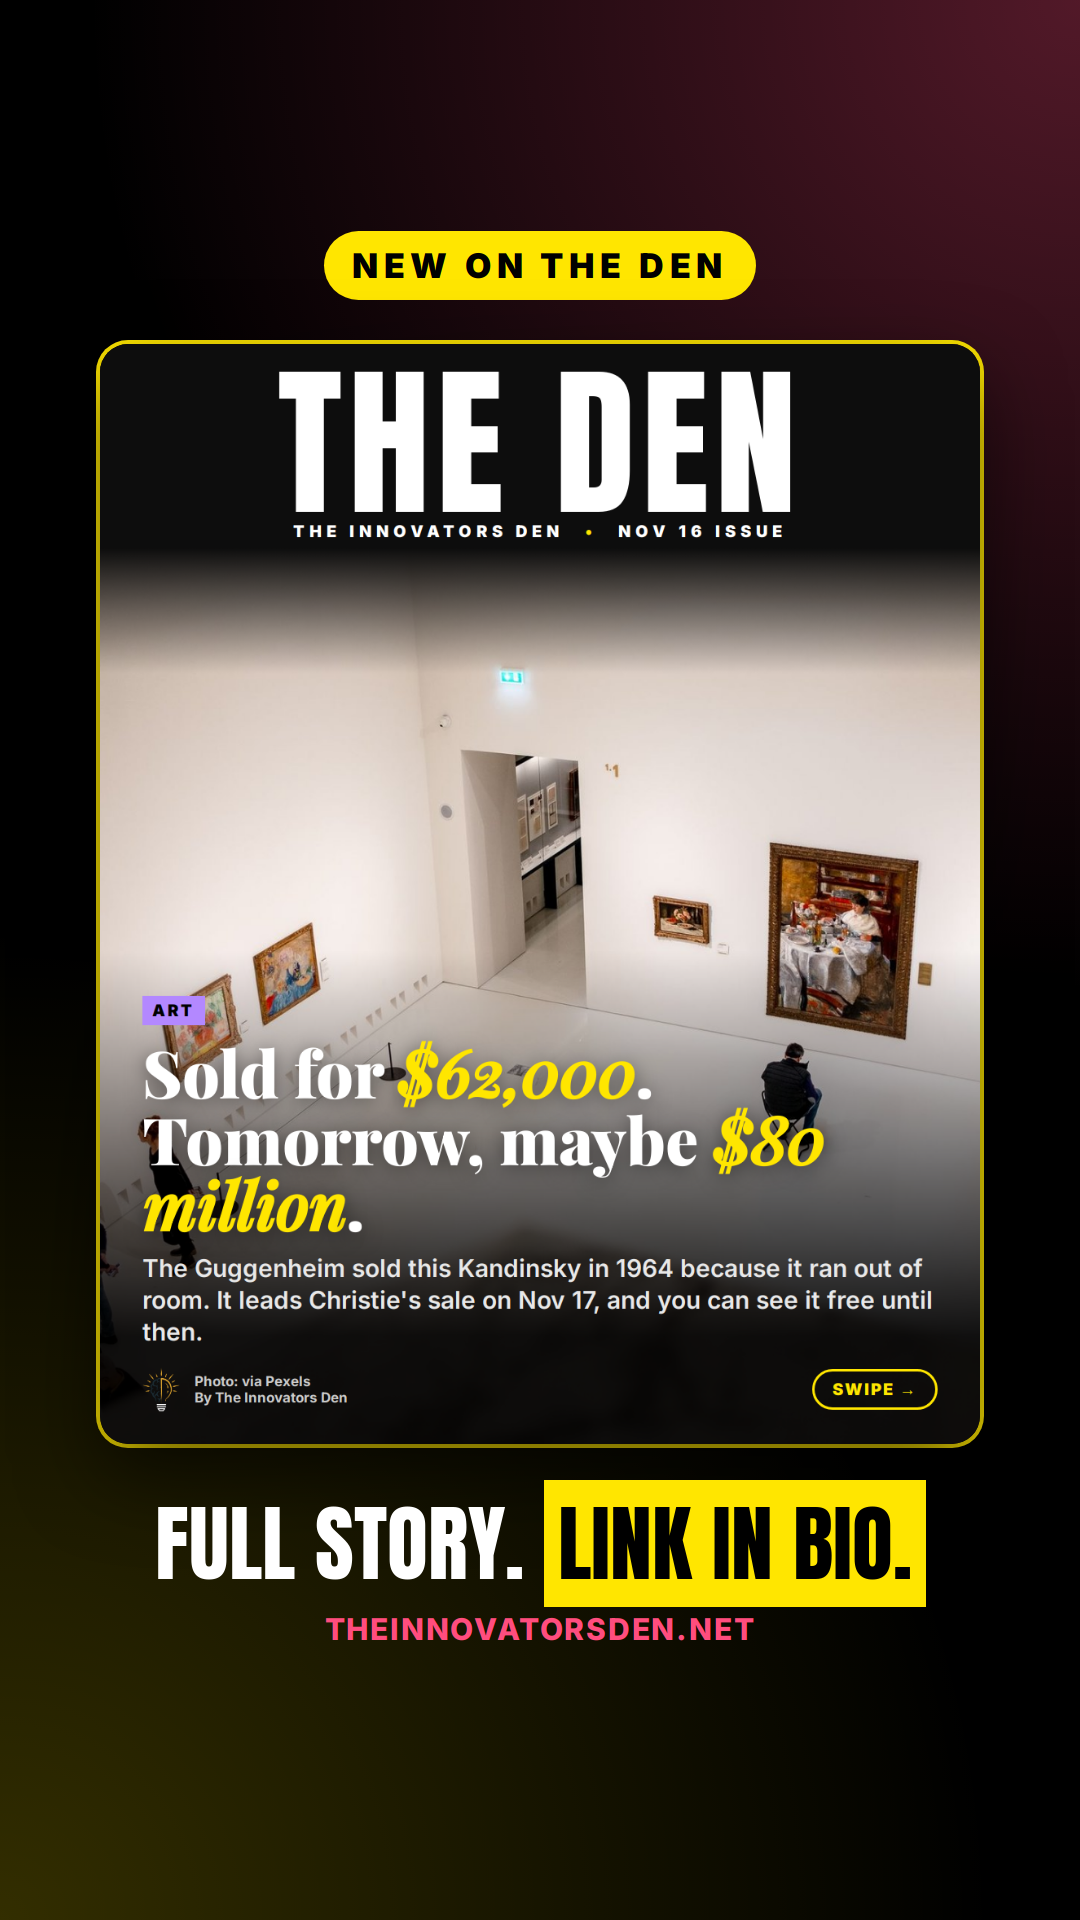 NEW ON THE DEN
THE DEN
THE INNOVATORS DEN • NOV 16 ISSUE
1.1
ART
Sold for $62,000.
Tomorrow, maybe $80
million.
The Guggenheim sold this Kandinsky in 1964 because it ran out of
room. It leads Christie's sale on Nov 17, and you can see it free until
then.
Photo: via Pexels
By The Innovators Den
SWIPE →
FULL STORY. LINK IN BIO.
THEINNOVATORSDEN.NET